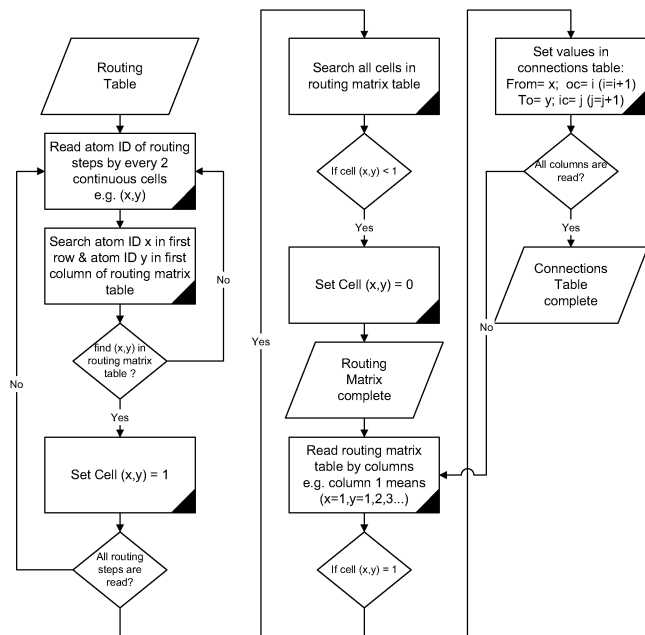 Routing
Table
Read atom ID of routing
steps by every 2
continuous cells
e.g. (x,y)
Search atom ID x in first
row & atom ID y in first
column of routing matrix
table
find (x,y) in
routing matrix
table ?
No
No
Yes
Set Cell (x,y) = 1
All routing
steps are
read?
Yes
Search all cells in
routing matrix table
If cell (x,y) < 1
Yes
Set Cell (x,y) = 0
Routing
Matrix
complete
Read routing matrix
table by columns
e.g. column 1 means
(x=1,y=1,2,3...)
If cell (x,y) = 1
Yes
Set values in
connections table:
From= x; oc= i (i=i+1)
To= y; ic= j (j=j+1)
All columns are
read?
No
Yes
Connections
Table
complete